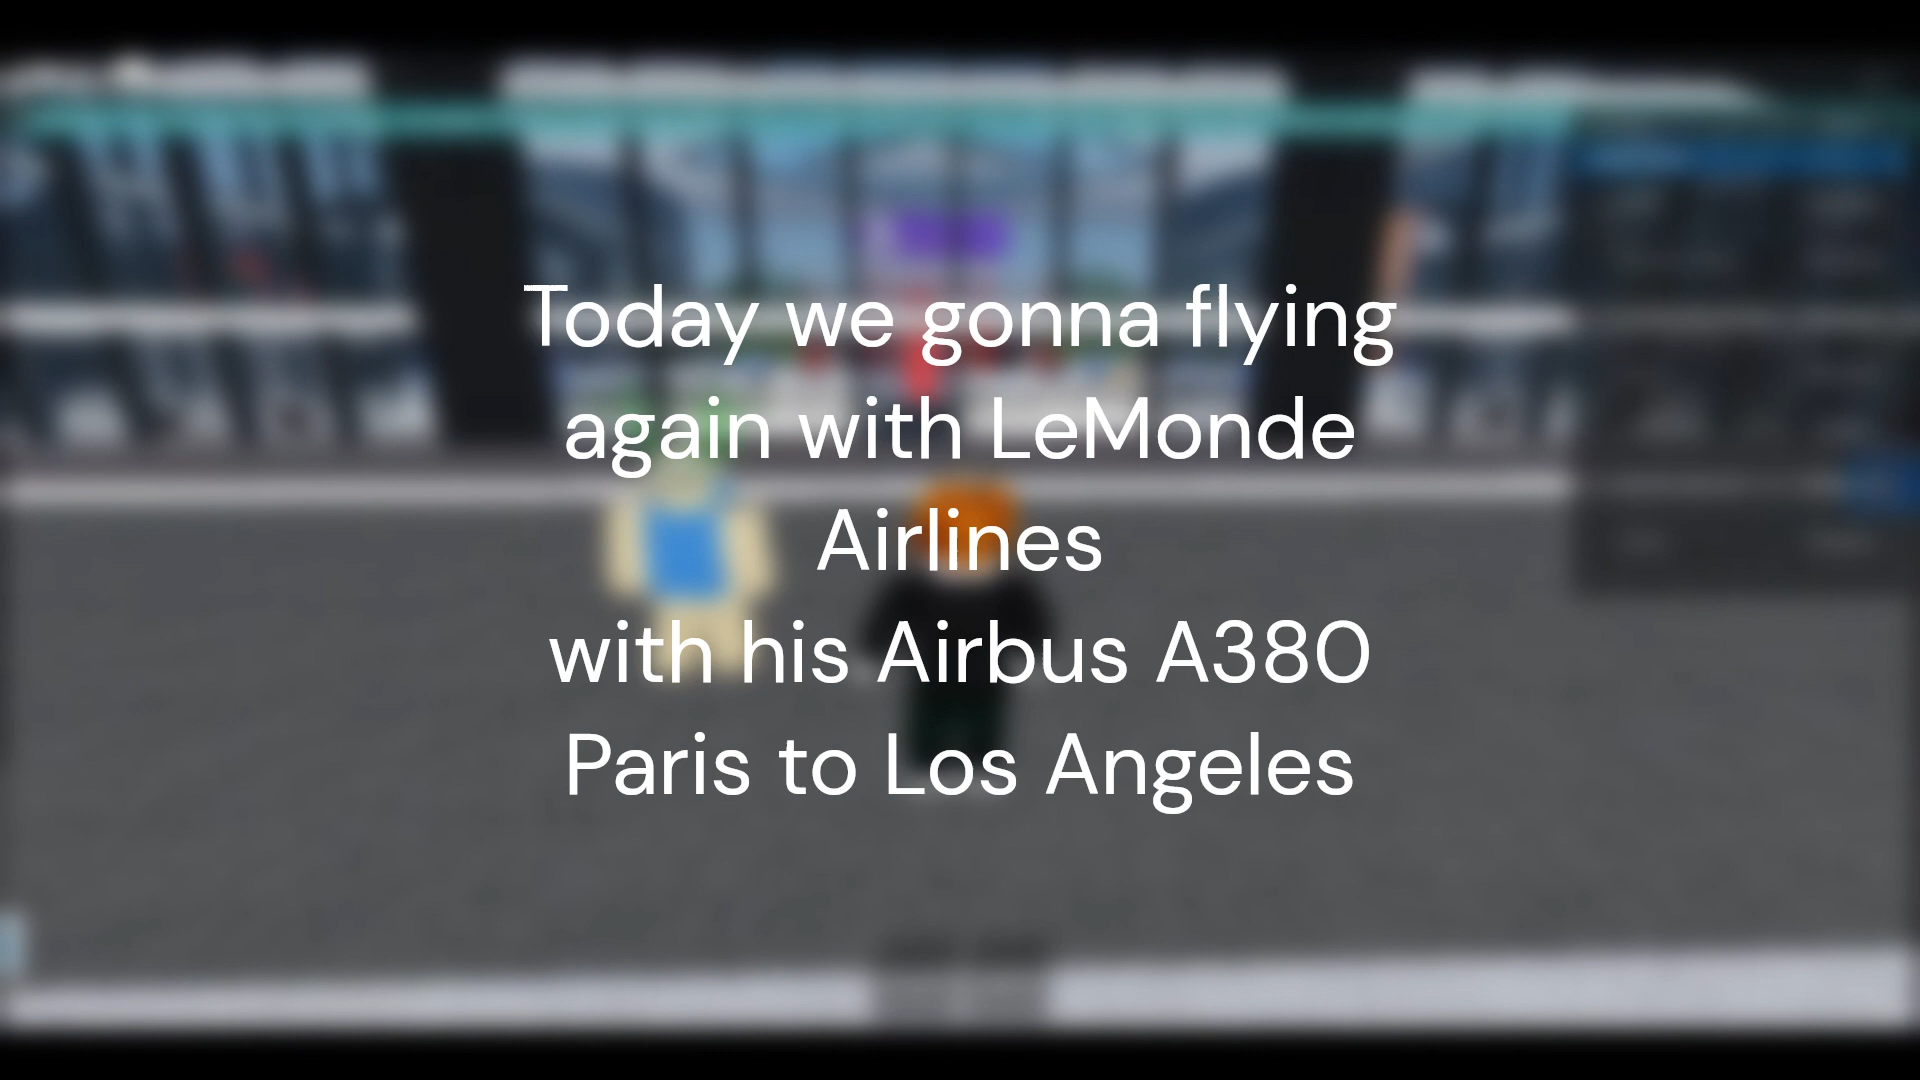 Today we gonna flying
again with LeMonde
Airlines
with his Airbus A380
Paris to Los Angeles